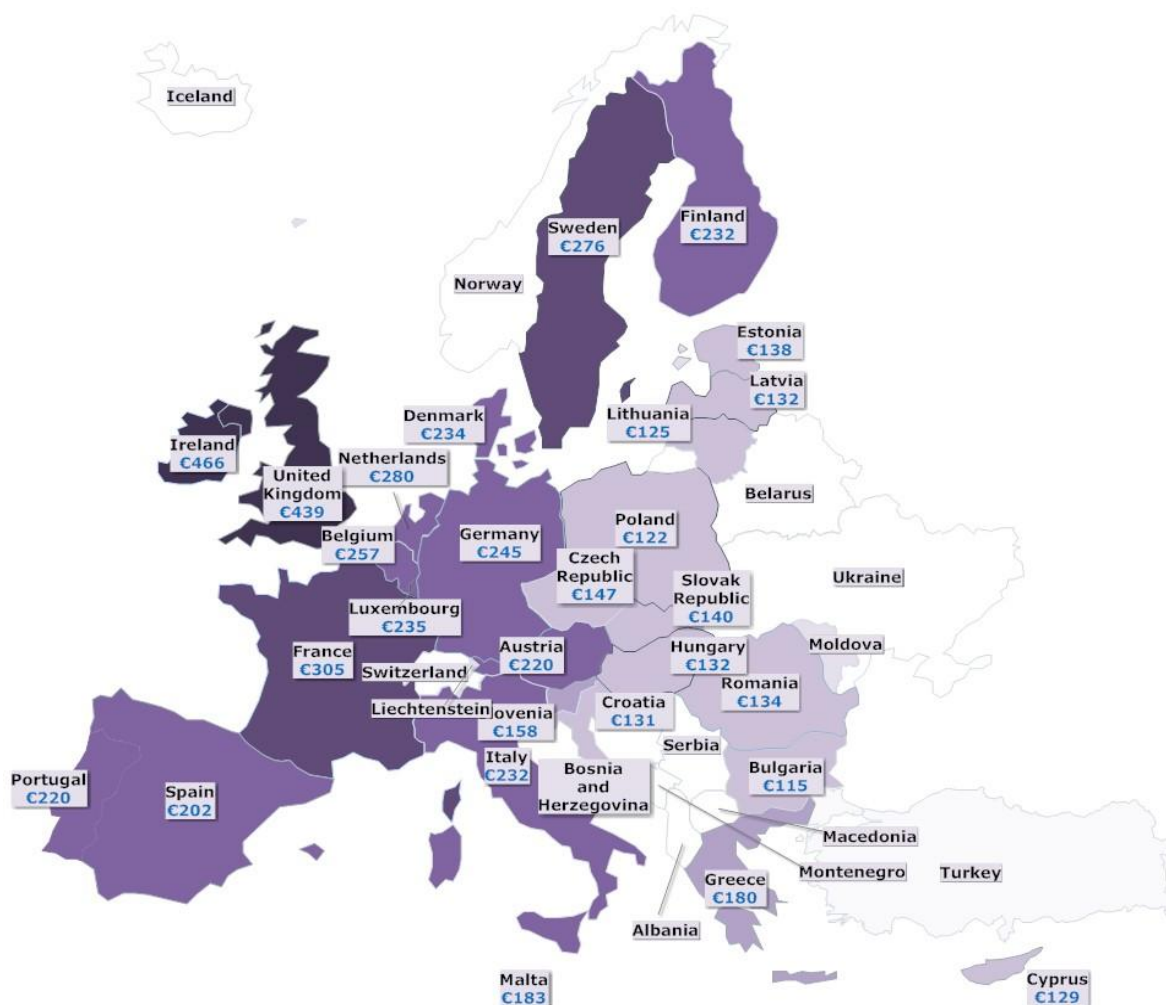 Iceland
Sweden
€276
Finland
€232
Norway
Estonia
€138
Latvia
€132
Lithuania
€125
Denmark
€234
Ireland
€466
Netherlands
€280
United
Kingdom
€439
Belarus
Belgium
€257
Germany
€245
Poland
€122
Czech
Republic
€147
Slovak
Republic
€140
Ukraine
Luxembourg
€235
France
€305
Switzerland
Austria
€220
Hungary
€132
Moldova
Romania
€134
Liechtenstein
Slovenia
€158
Croatia
€131
Serbia
Italy
€232
Bosnia
and
Herzegovina
Bulgaria
€115
Portugal
€220
Spain
€202
Macedonia
Montenegro
Turkey
Greece
€180
Albania
Malta
€183
Cyprus
€129